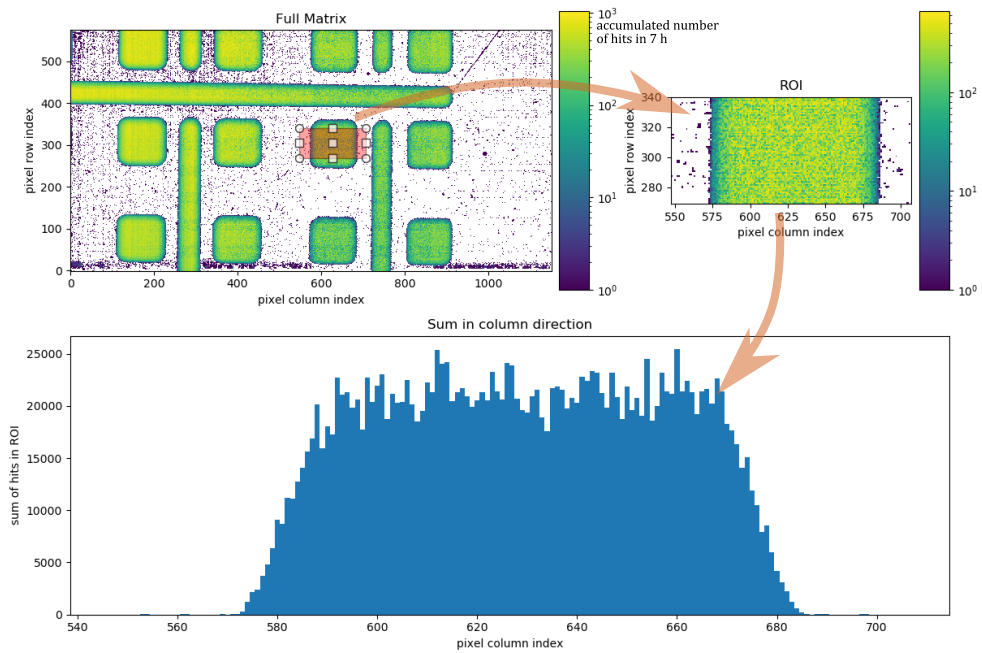 Full Matrix
pixel row index
500
400
300
200
100
0
0 200 400 600 800 1000
pixel column index
10³
10²
10¹
10⁰
accumulated number
of hits in 7 h
ROI
pixel row index
340
320
300
280
550 575 600 625 650 675 700
pixel column index
10²
10¹
10⁰
Sum in column direction
sum of hits in ROI
25000
20000
15000
10000
5000
0
540 560 580 600 620 640 660 680 700
pixel column index